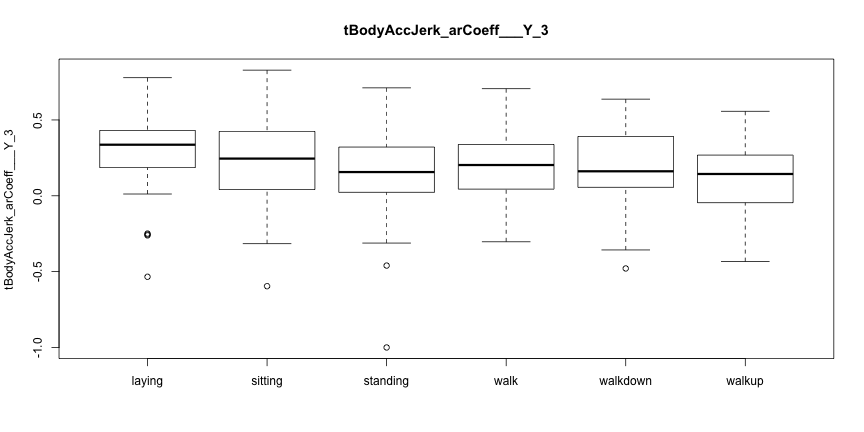 tBodyAccJerk_arCoeff___Y_3
tBodyAccJerk_arCoeff___Y_3
0.5
0.0
-0.5
-1.0
laying sitting standing walk walkdown walkup